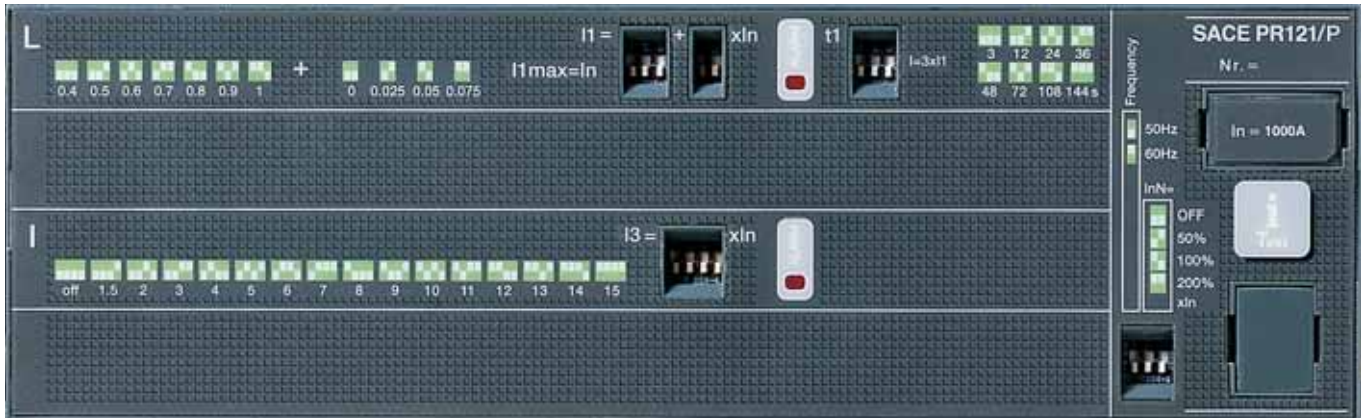 L
I1 = + xIn
I1max=In
0.4 0.5 0.6 0.7 0.8 0.9 1 + 0 0.025 0.05 0.075
t1
I=3xI1
3 12 24 36
48 72 108 144 s
Frequency
50Hz
60Hz
InN=
OFF
50%
100%
200%
xIn
SACE PR121/P
Nr. =
In = 1000A
Test
I
I3 = xIn
off 1.5 2 3 4 5 6 7 8 9 10 11 12 13 14 15